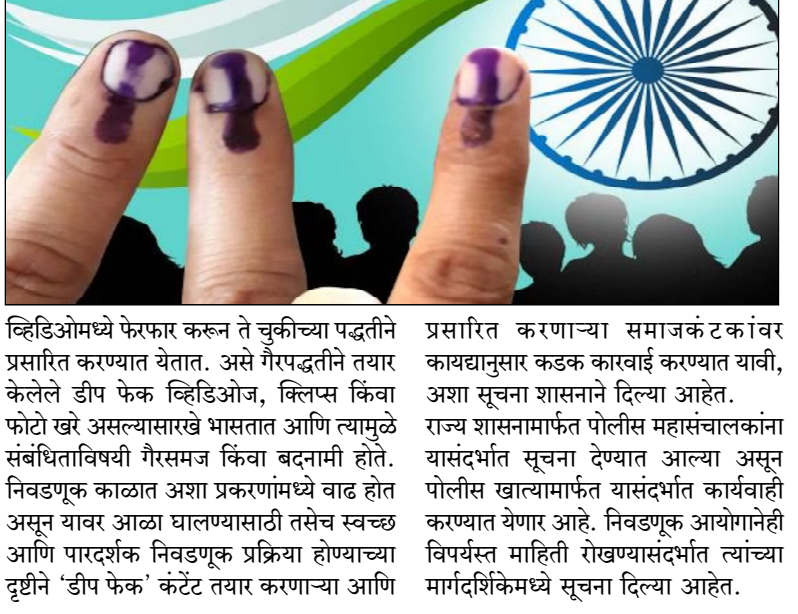 व्हिडिओमध्ये फेरफार करून ते चुकीच्या पद्धतीने
प्रसारित करण्यात येतात. असे गैरपद्धतीने तयार
केलेले डीप फेक व्हिडिओज, क्लिप्स किंवा
फोटो खरे असल्यासारखे भासतात आणि त्यामुळे
संबंधिताविषयी गैरसमज किंवा बदनामी होते.
निवडणूक काळात अशा प्रकरणांमध्ये वाढ होत
असून यावर आळा घालण्यासाठी तसेच स्वच्छ
आणि पारदर्शक निवडणूक प्रक्रिया होण्याच्या
दृष्टीने ‘डीप फेक’ कंटेंट तयार करणाऱ्या आणि
प्रसारित करणाऱ्या समाजकंटकांवर
कायद्यानुसार कडक कारवाई करण्यात यावी,
अशा सूचना शासनाने दिल्या आहेत.
राज्य शासनामार्फत पोलीस महासंचालकांना
यासंदर्भात सूचना देण्यात आल्या असून
पोलीस खात्यामार्फत यासंदर्भात कार्यवाही
करण्यात येणार आहे. निवडणूक आयोगानेही
विपर्यस्त माहिती रोखण्यासंदर्भात त्यांच्या
मार्गदर्शिकेमध्ये सूचना दिल्या आहेत.